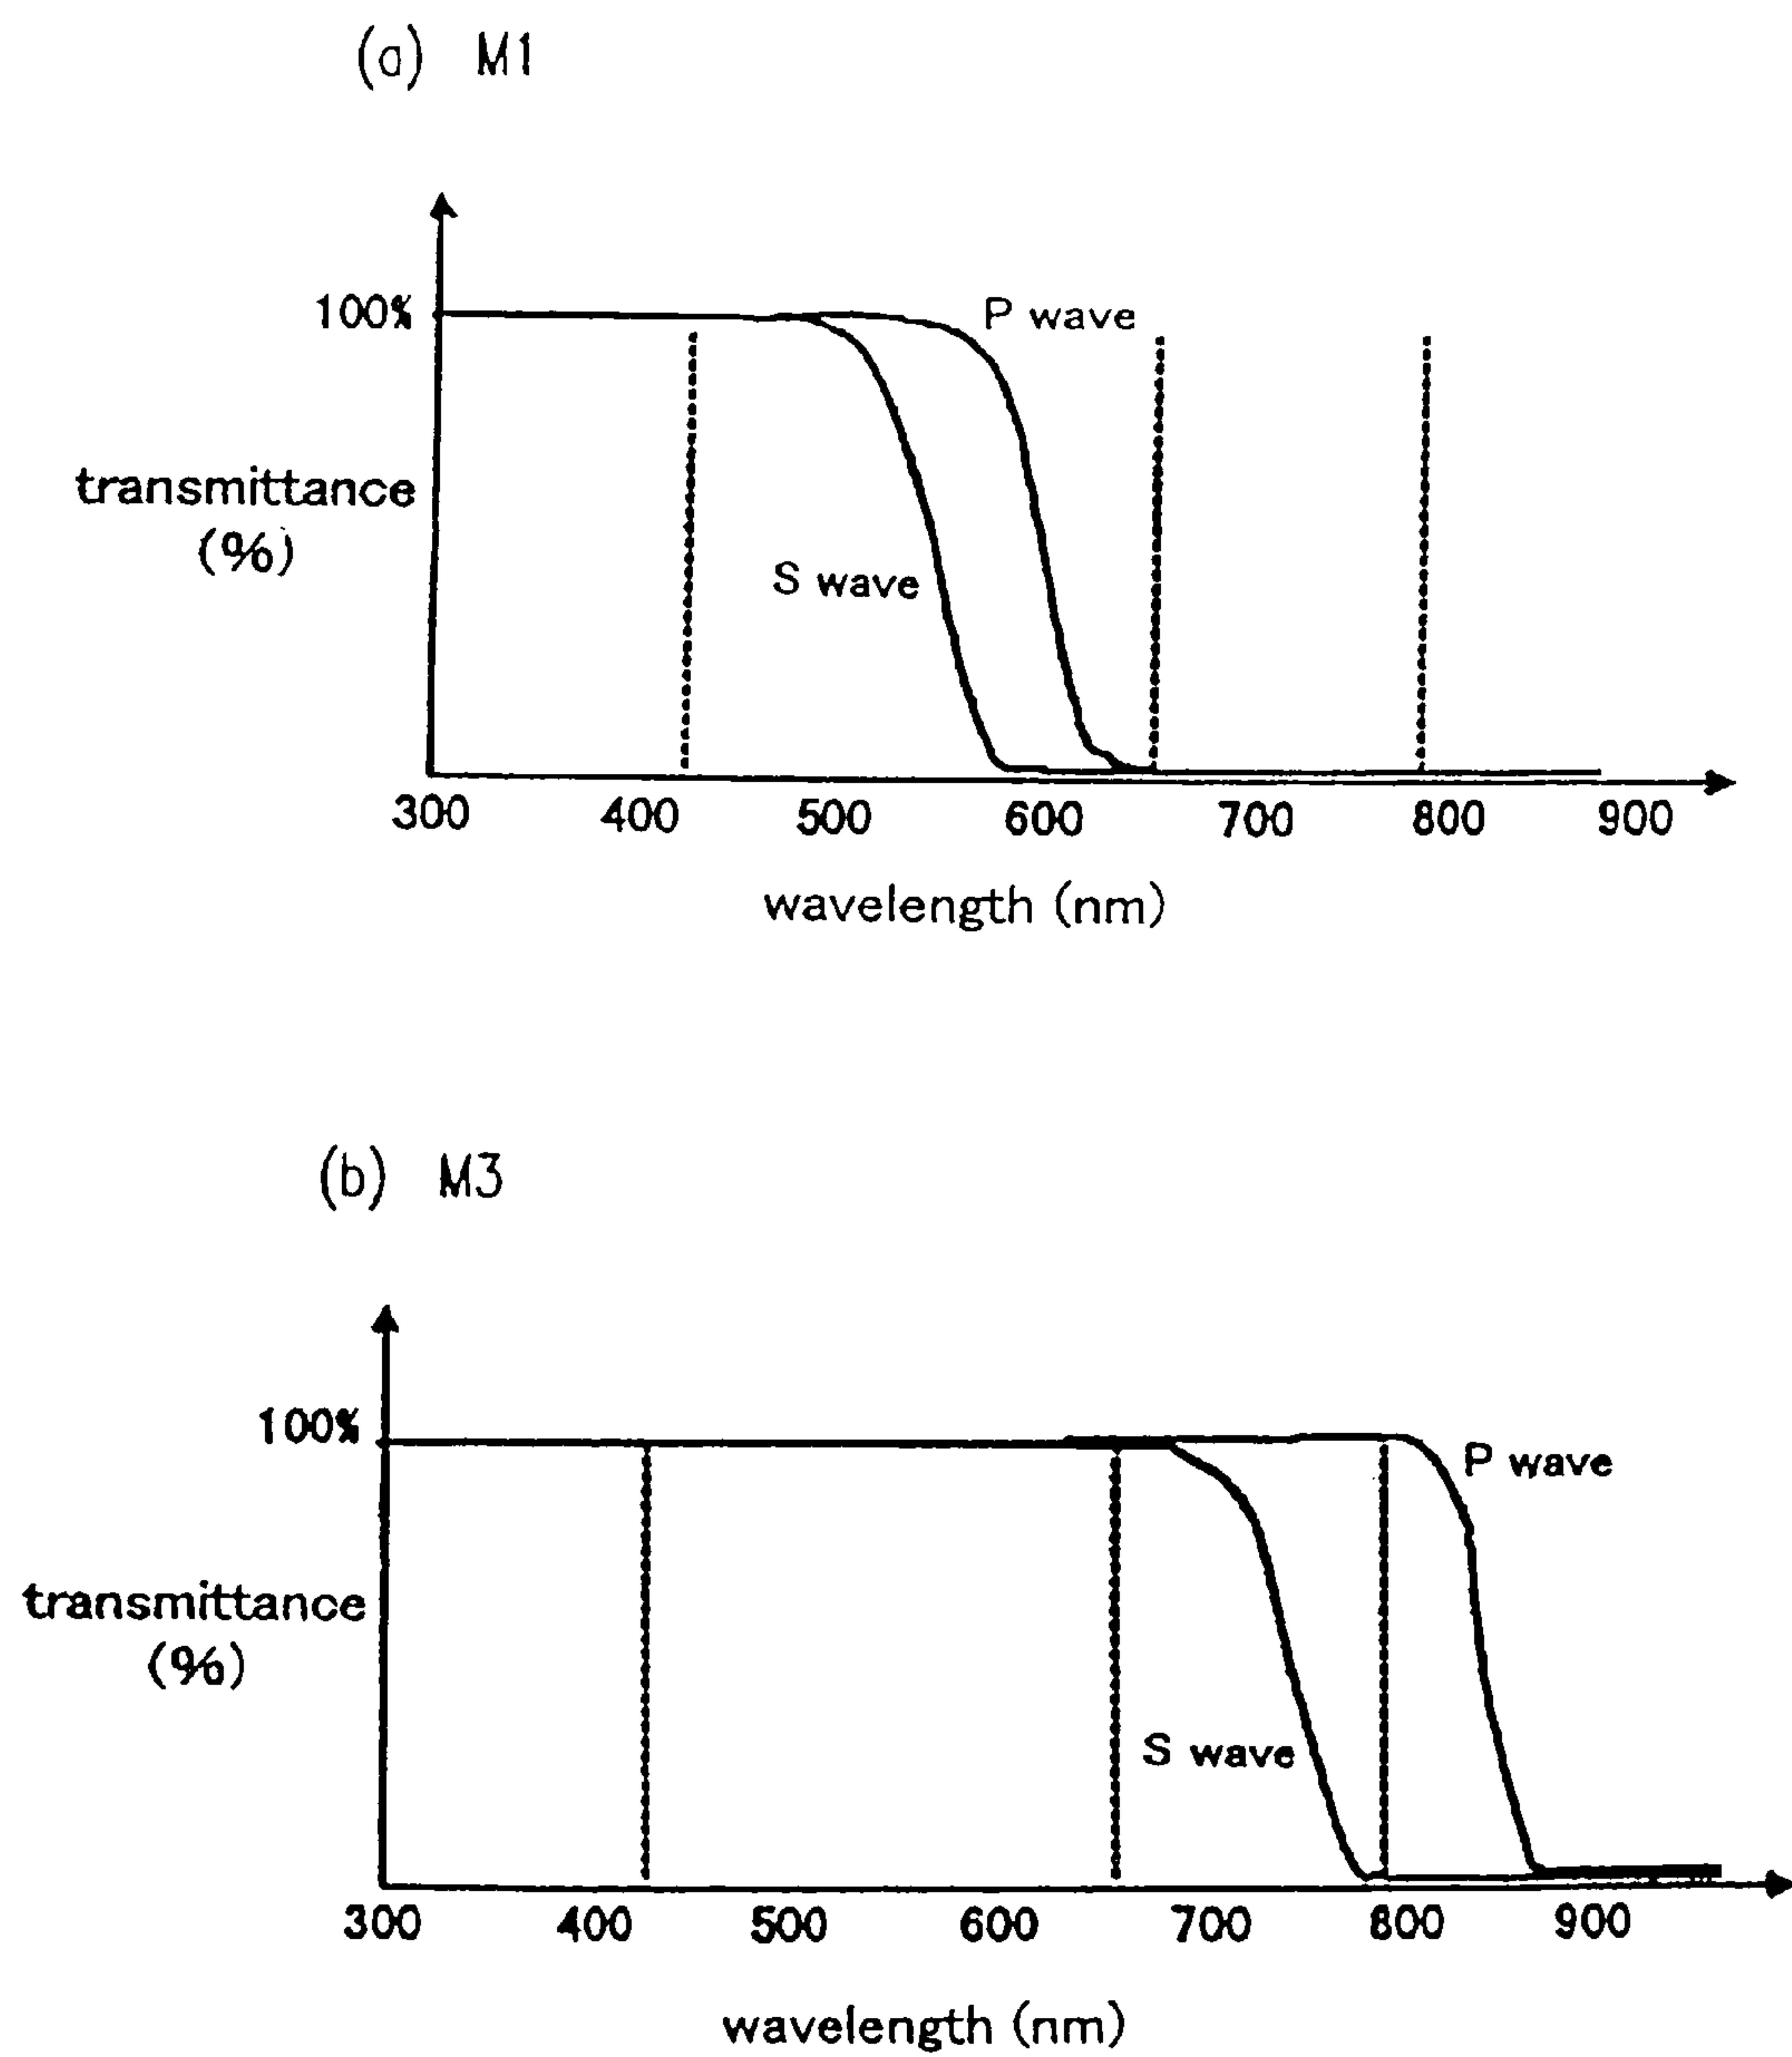 (a) M1
100%
P wave
transmittance
(%)
S wave
300 400 500 600 700 800 900
wavelength (nm)
(b) M3
100%
P wave
transmittance
(%)
S wave
300 400 500 600 700 800 900
wavelength (nm)